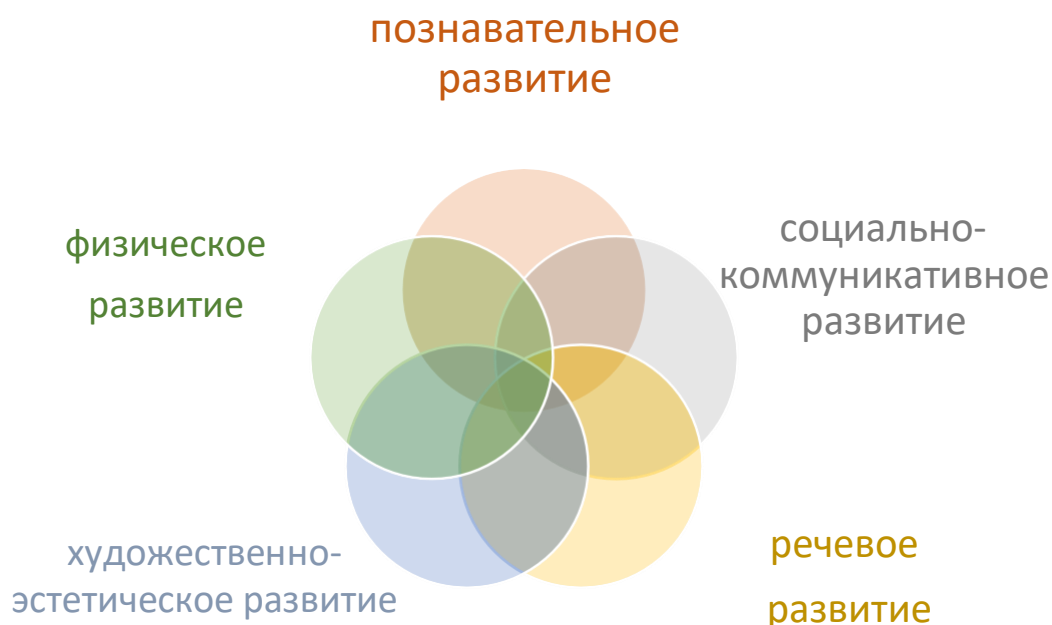 познавательное
развитие
социально-
коммуникативное
развитие
физическое
развитие
художественно-
эстетическое развитие
речевое
развитие